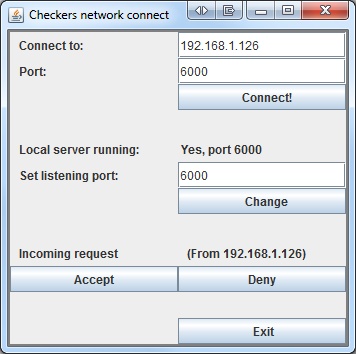 Checkers network connect
Connect to: 192.168.1.126
Port: 6000
Connect!
Local server running: Yes, port 6000
Set listening port: 6000
Change
Incoming request (From 192.168.1.126)
Accept Deny
Exit